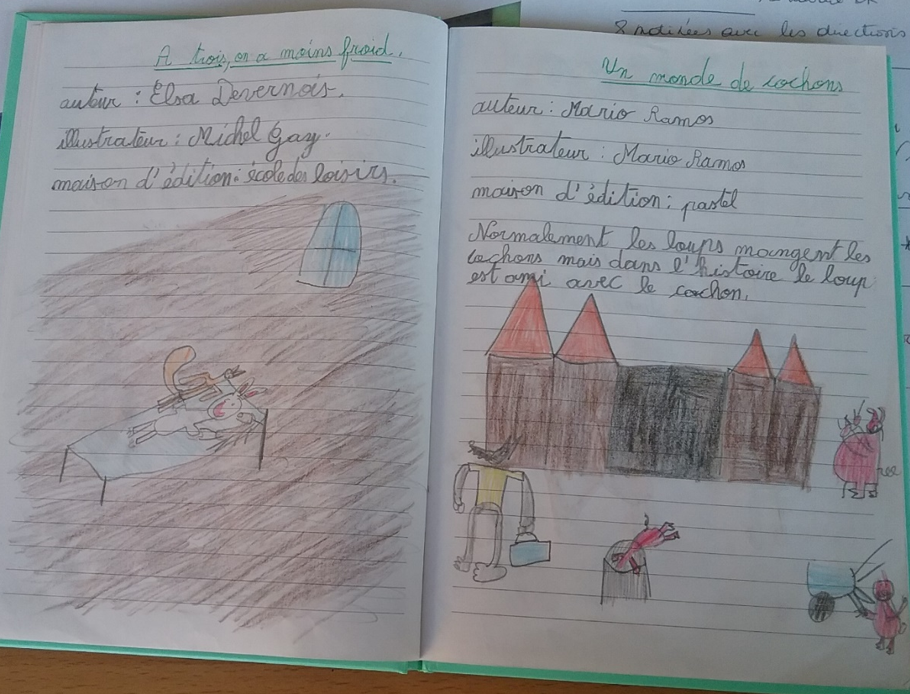 A trois, on a moins froid.
auteur : Elsa Devernois.
illustrateur : Michel Gay.
maison d'édition : école des loisirs.
8 notées avec les directions
Un monde de cochons
auteur : Mario Ramos
illustrateur : Mario Ramos
maison d'édition : pastel
Normalement les loups mangent les
cochons mais dans l'histoire le loup
est ami avec le cochon.